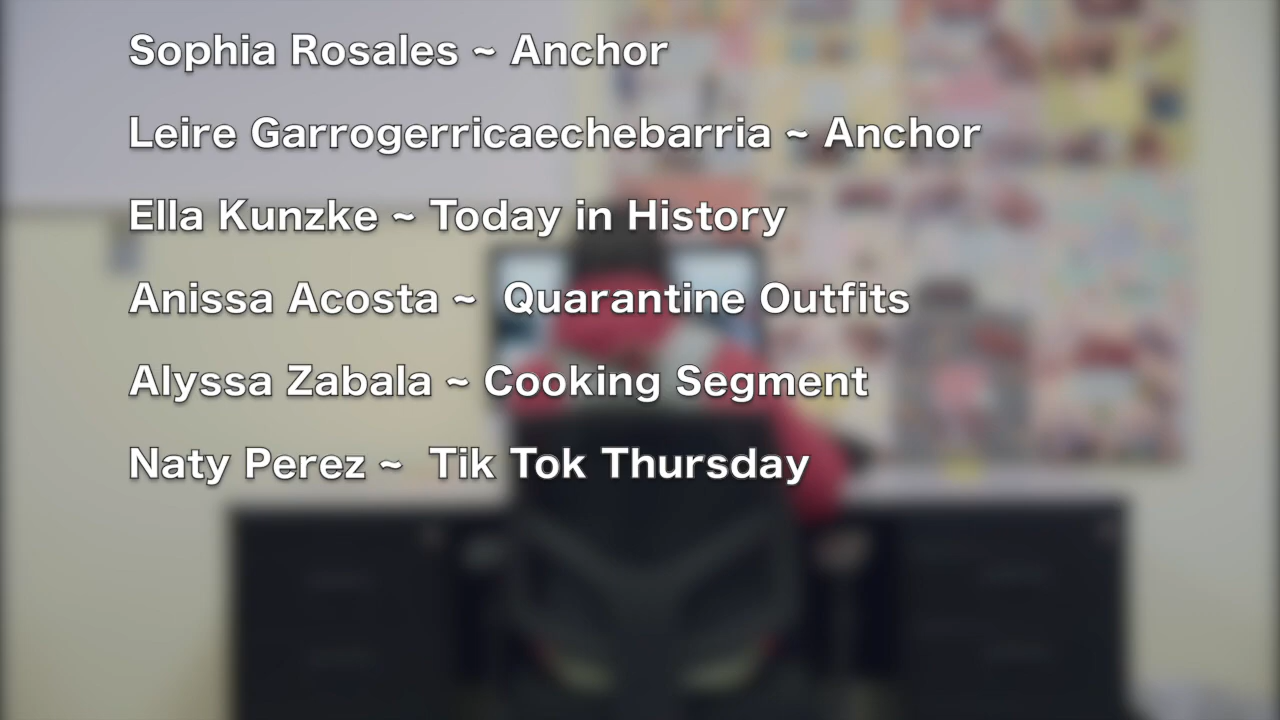 Sophia Rosales ~ Anchor
Leire Garrogerricaechebarria ~ Anchor
Ella Kunzke ~ Today in History
Anissa Acosta ~ Quarantine Outfits
Alyssa Zabala ~ Cooking Segment
Naty Perez ~ Tik Tok Thursday